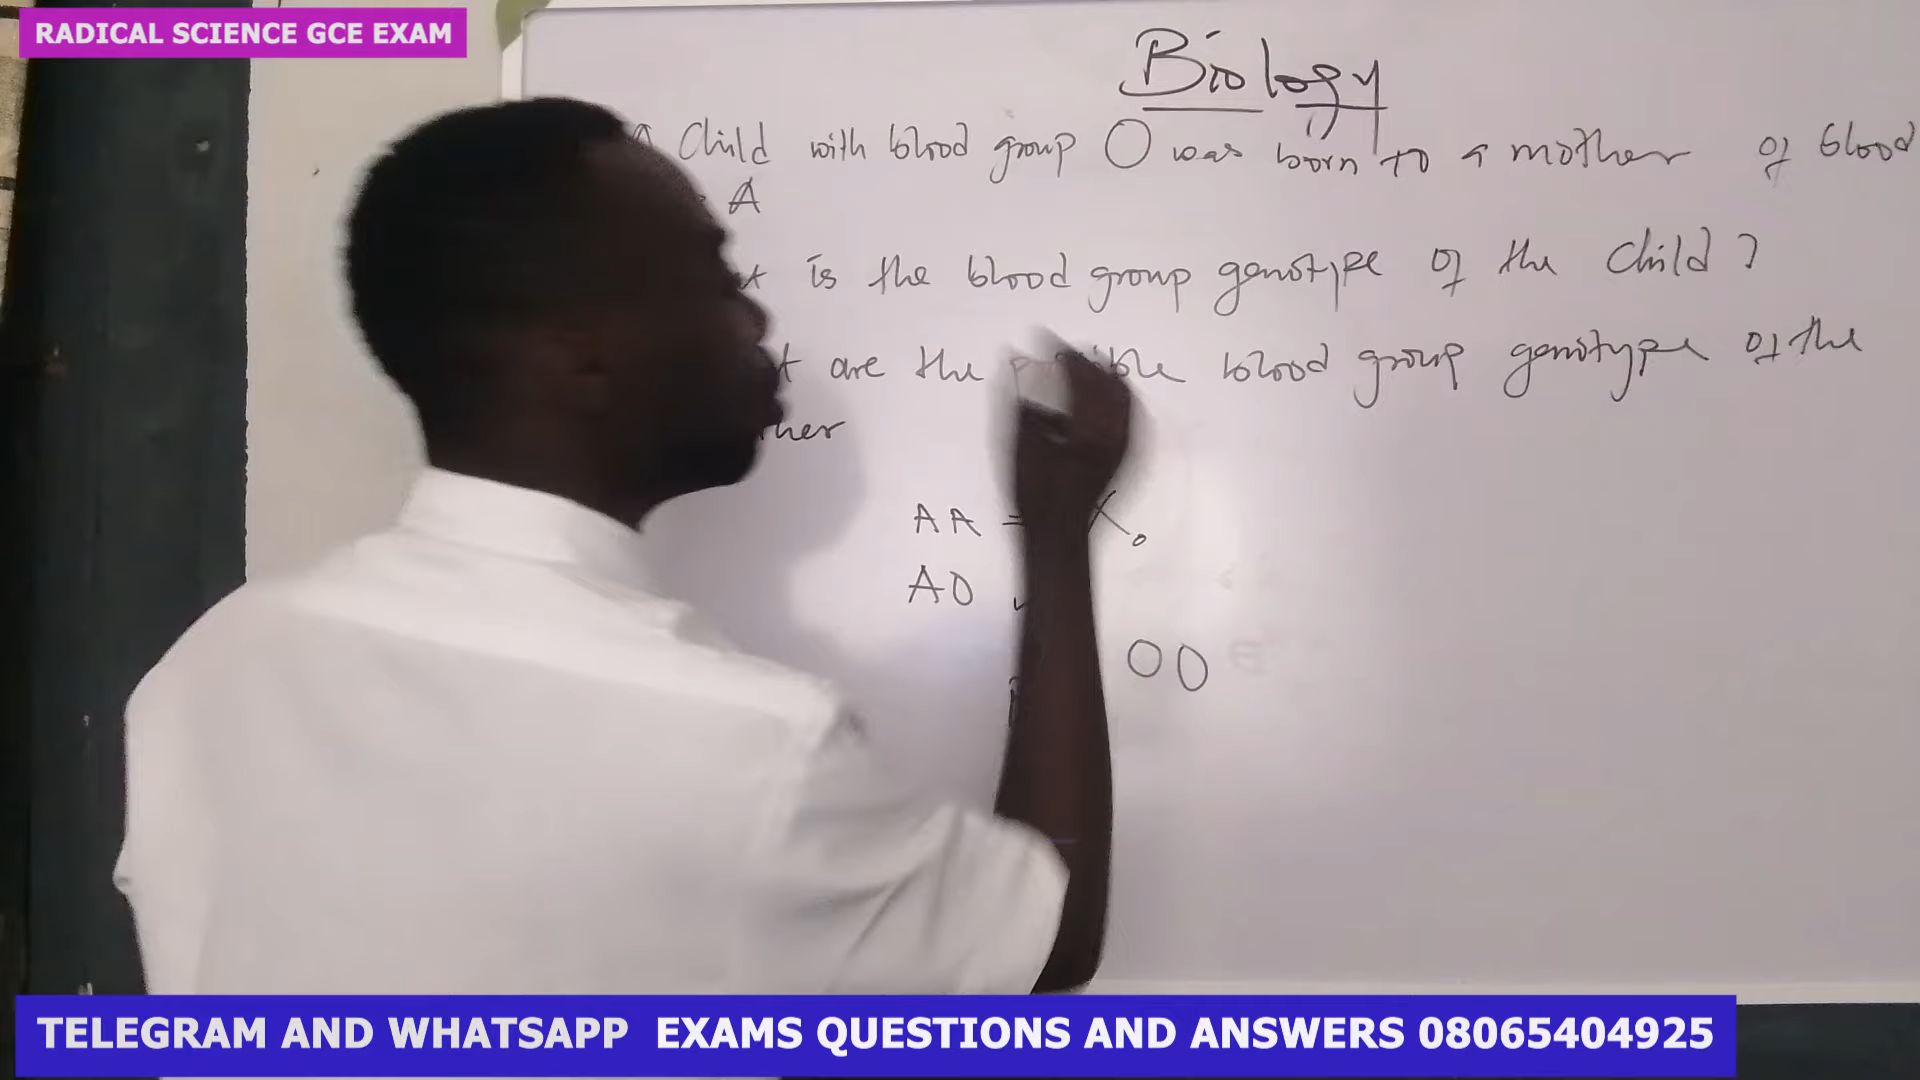 RADICAL SCIENCE GCE EXAM
Biology
Child with blood group O was born to a mother of blood
A
is the blood group genotype of the Child?
are the possible blood group genotype of the
AA =
AO
OO
TELEGRAM AND WHATSAPP EXAMS QUESTIONS AND ANSWERS 08065404925